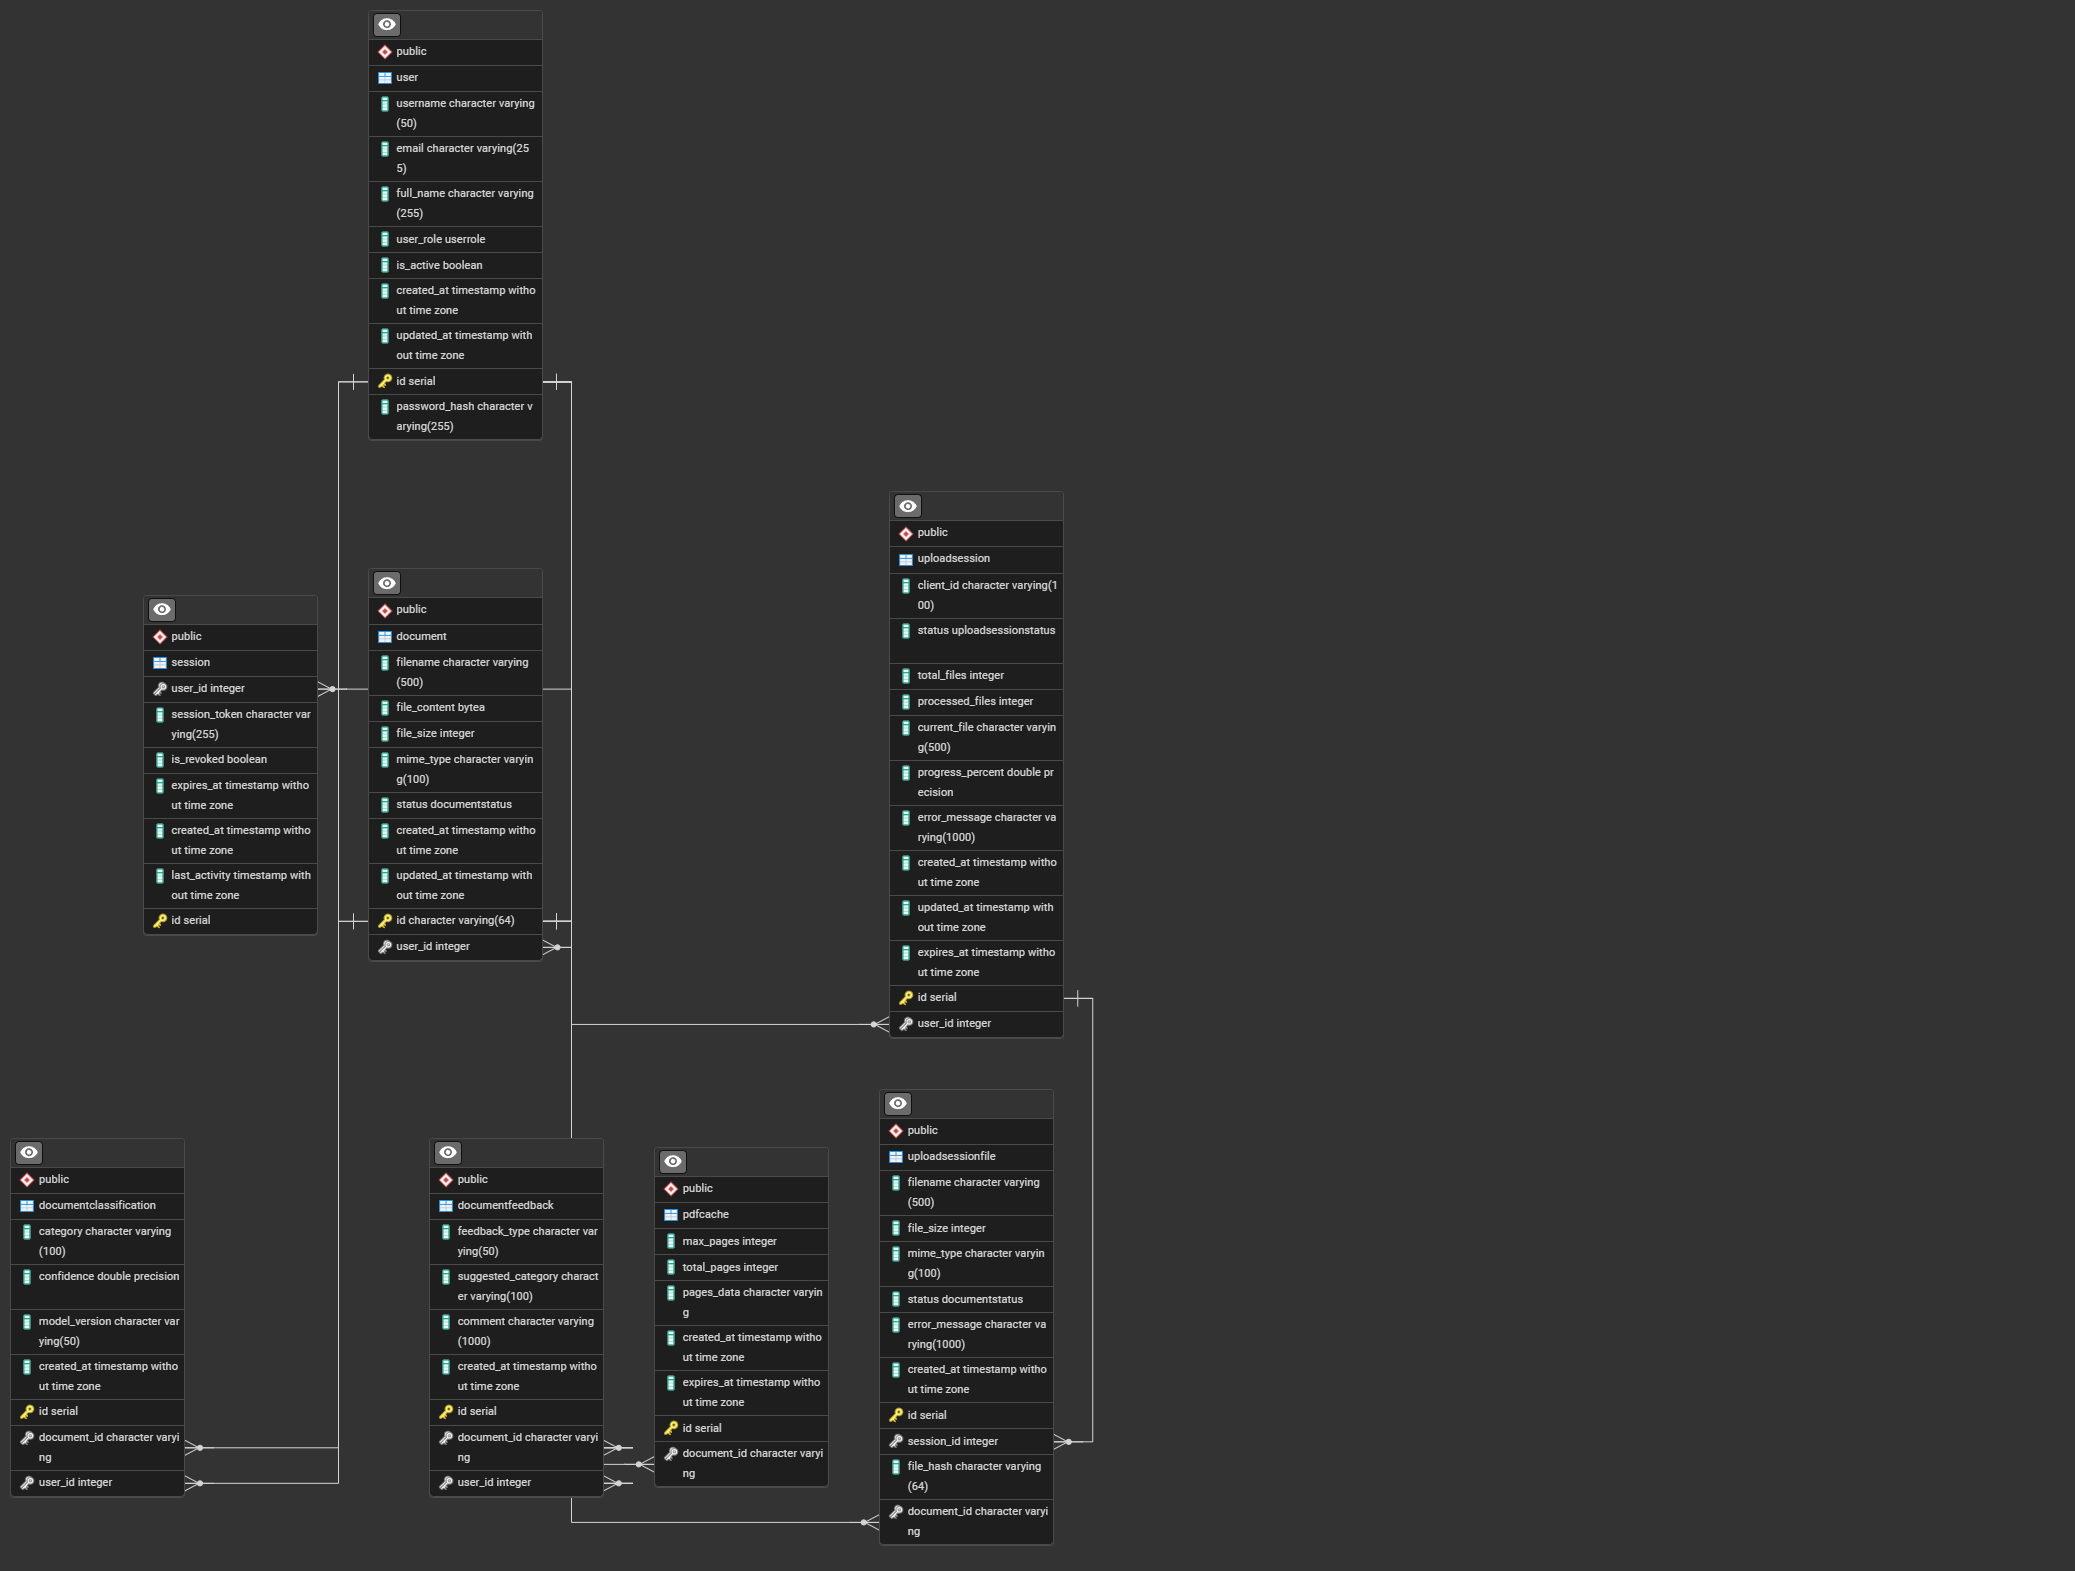 public
user
username character varying
(50)
email character varying(25
5)
full_name character varying
(255)
user_role userrole
is_active boolean
created_at timestamp witho
ut time zone
updated_at timestamp with
out time zone
id serial
password_hash character v
arying(255)
public
session
user_id integer
session_token character var
ying(255)
is_revoked boolean
expires_at timestamp witho
ut time zone
created_at timestamp witho
ut time zone
last_activity timestamp with
out time zone
id serial
public
document
filename character varying
(500)
file_content bytea
file_size integer
mime_type character varyin
g(100)
status documentstatus
created_at timestamp witho
ut time zone
updated_at timestamp with
out time zone
id character varying(64)
user_id integer
public
uploadsession
client_id character varying(1
00)
status uploadsessionstatus
total_files integer
processed_files integer
current_file character varyin
g(500)
progress_percent double pr
ecision
error_message character va
rying(1000)
created_at timestamp witho
ut time zone
updated_at timestamp with
out time zone
expires_at timestamp witho
ut time zone
id serial
user_id integer
public
documentclassification
category character varying
(100)
confidence double precision
model_version character var
ying(50)
created_at timestamp witho
ut time zone
id serial
document_id character varyi
ng
user_id integer
public
documentfeedback
feedback_type character var
ying(50)
suggested_category charact
er varying(100)
comment character varying
(1000)
created_at timestamp witho
ut time zone
id serial
document_id character varyi
ng
user_id integer
public
pdfcache
max_pages integer
total_pages integer
pages_data character varyin
g
created_at timestamp witho
ut time zone
expires_at timestamp witho
ut time zone
id serial
document_id character varyi
ng
public
uploadsessionfile
filename character varying
(500)
file_size integer
mime_type character varyin
g(100)
status documentstatus
error_message character va
rying(1000)
created_at timestamp witho
ut time zone
id serial
session_id integer
file_hash character varying
(64)
document_id character varyi
ng